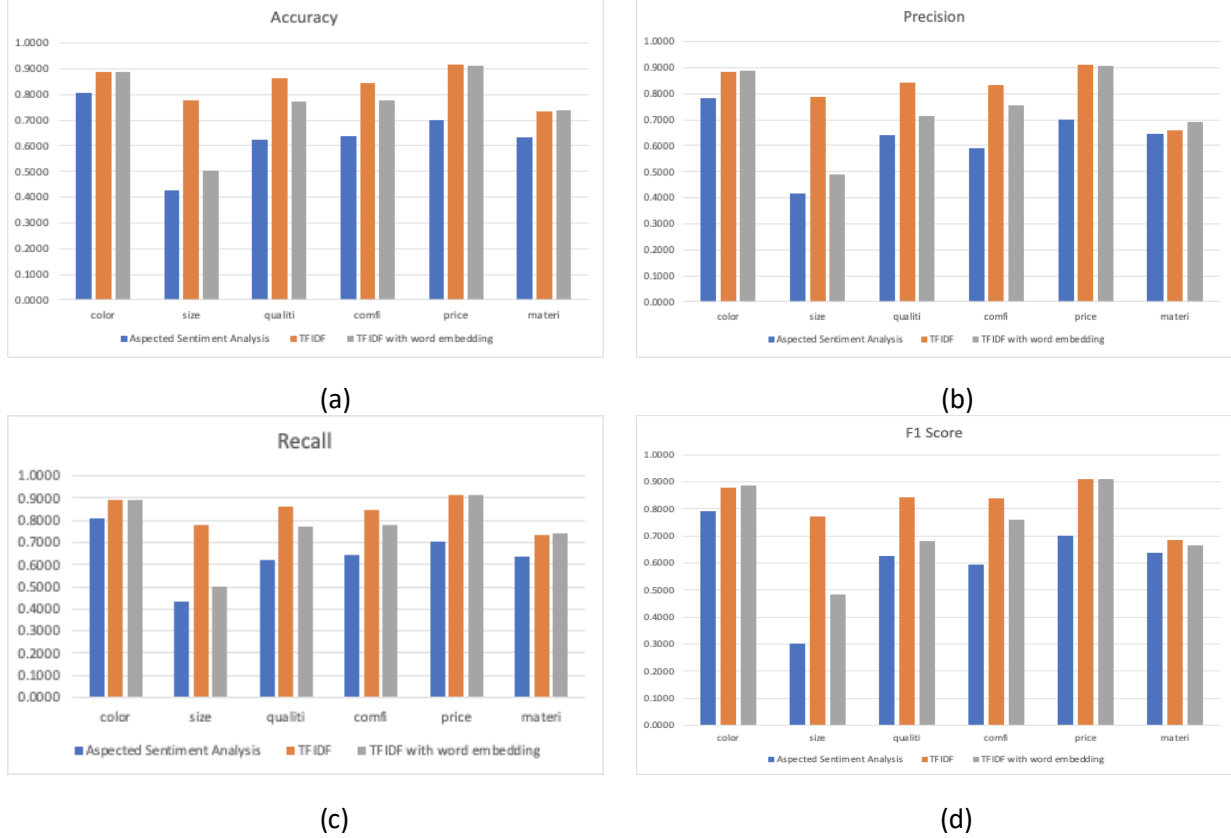 Accuracy
1.0000
0.9000
0.8000
0.7000
0.6000
0.5000
0.4000
0.3000
0.2000
0.1000
0.0000
color size qualiti comfi price materi
Aspected Sentiment Analysis TFIDF TFIDF with word embedding
(a)
Precision
1.0000
0.9000
0.8000
0.7000
0.6000
0.5000
0.4000
0.3000
0.2000
0.1000
0.0000
color size qualiti comfi price materi
Aspected Sentiment Analysis TFIDF TFIDF with word embedding
(b)
Recall
1.0000
0.9000
0.8000
0.7000
0.6000
0.5000
0.4000
0.3000
0.2000
0.1000
0.0000
color size qualiti comfi price materi
Aspected Sentiment Analysis TFIDF TFIDF with word embedding
(c)
F1 Score
1.0000
0.9000
0.8000
0.7000
0.6000
0.5000
0.4000
0.3000
0.2000
0.1000
0.0000
color size qualiti comfi price materi
Aspected Sentiment Analysis TFIDF TFIDF with word embedding
(d)